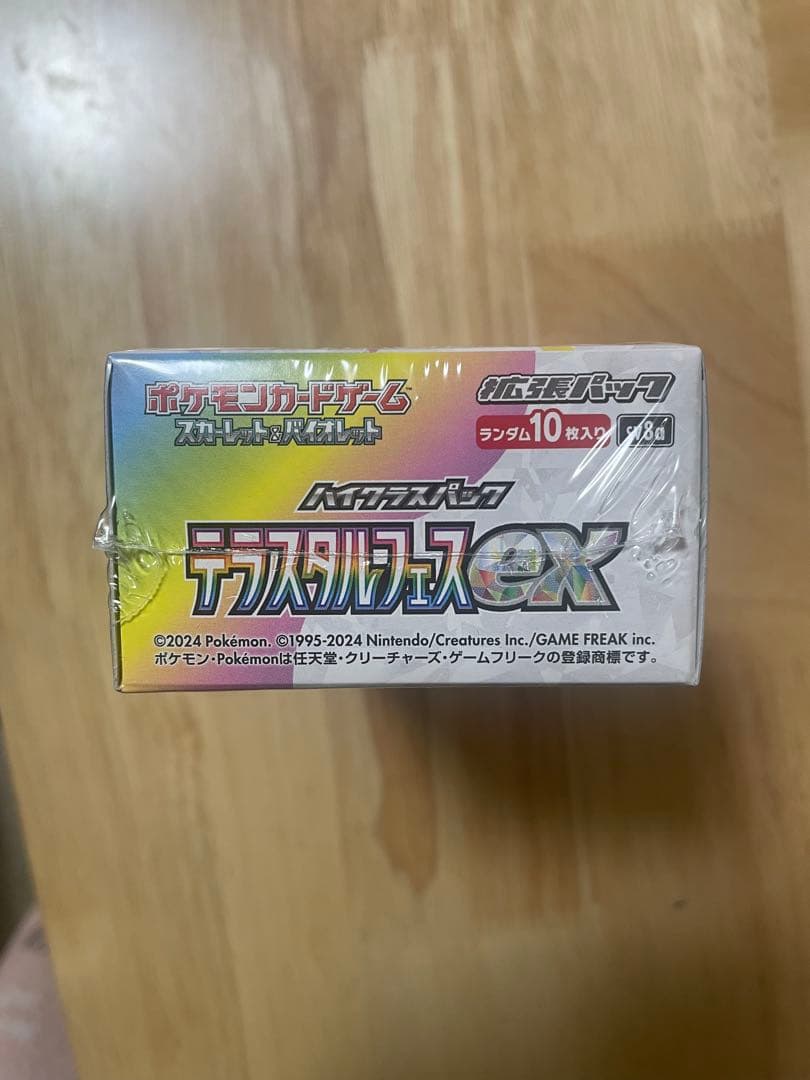 ポケモンカードゲーム™
拡張パック
スカーレット&バイオレット
ランダム10枚入り
sv8a
ハイクラスパック
テラスタルフェスex
©2024 Pokémon. ©1995-2024 Nintendo/Creatures Inc./GAME FREAK inc.
ポケモン・Pokémonは任天堂・クリーチャーズ・ゲームフリークの登録商標です。